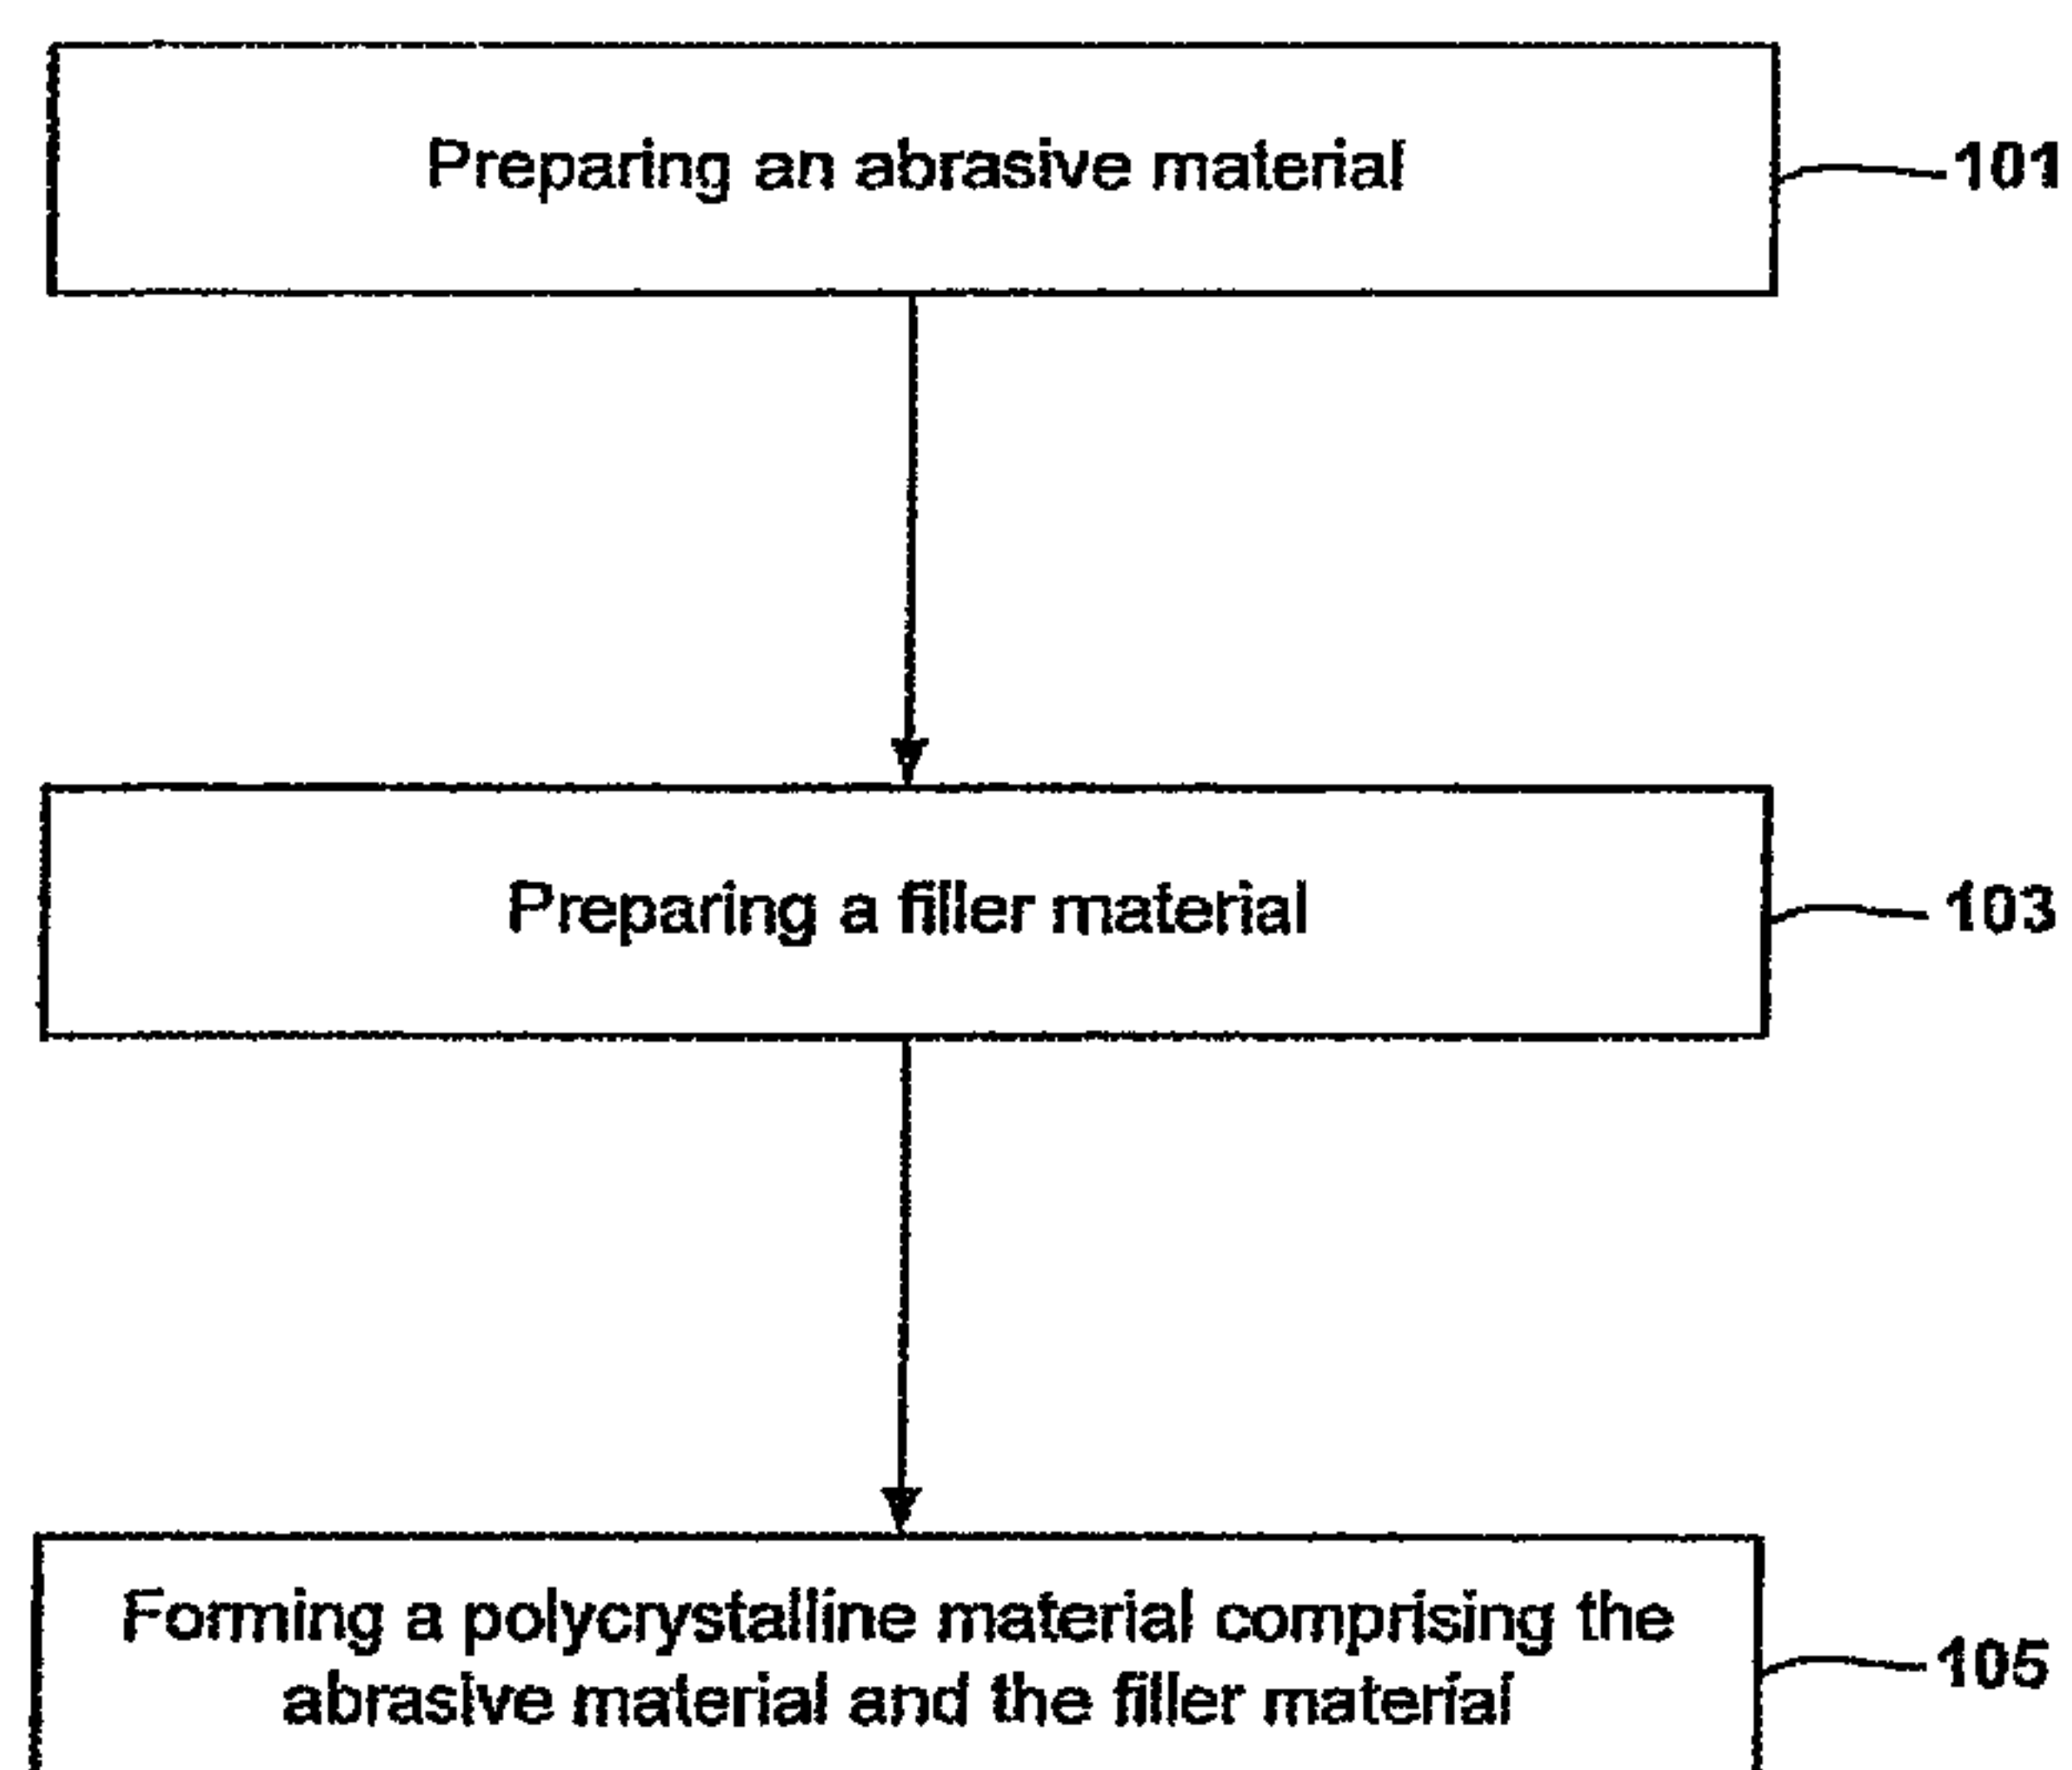 Preparing an abrasive material
101
Preparing a filler material
103
Forming a polycrystalline material comprising the
abrasive material and the filler material
105